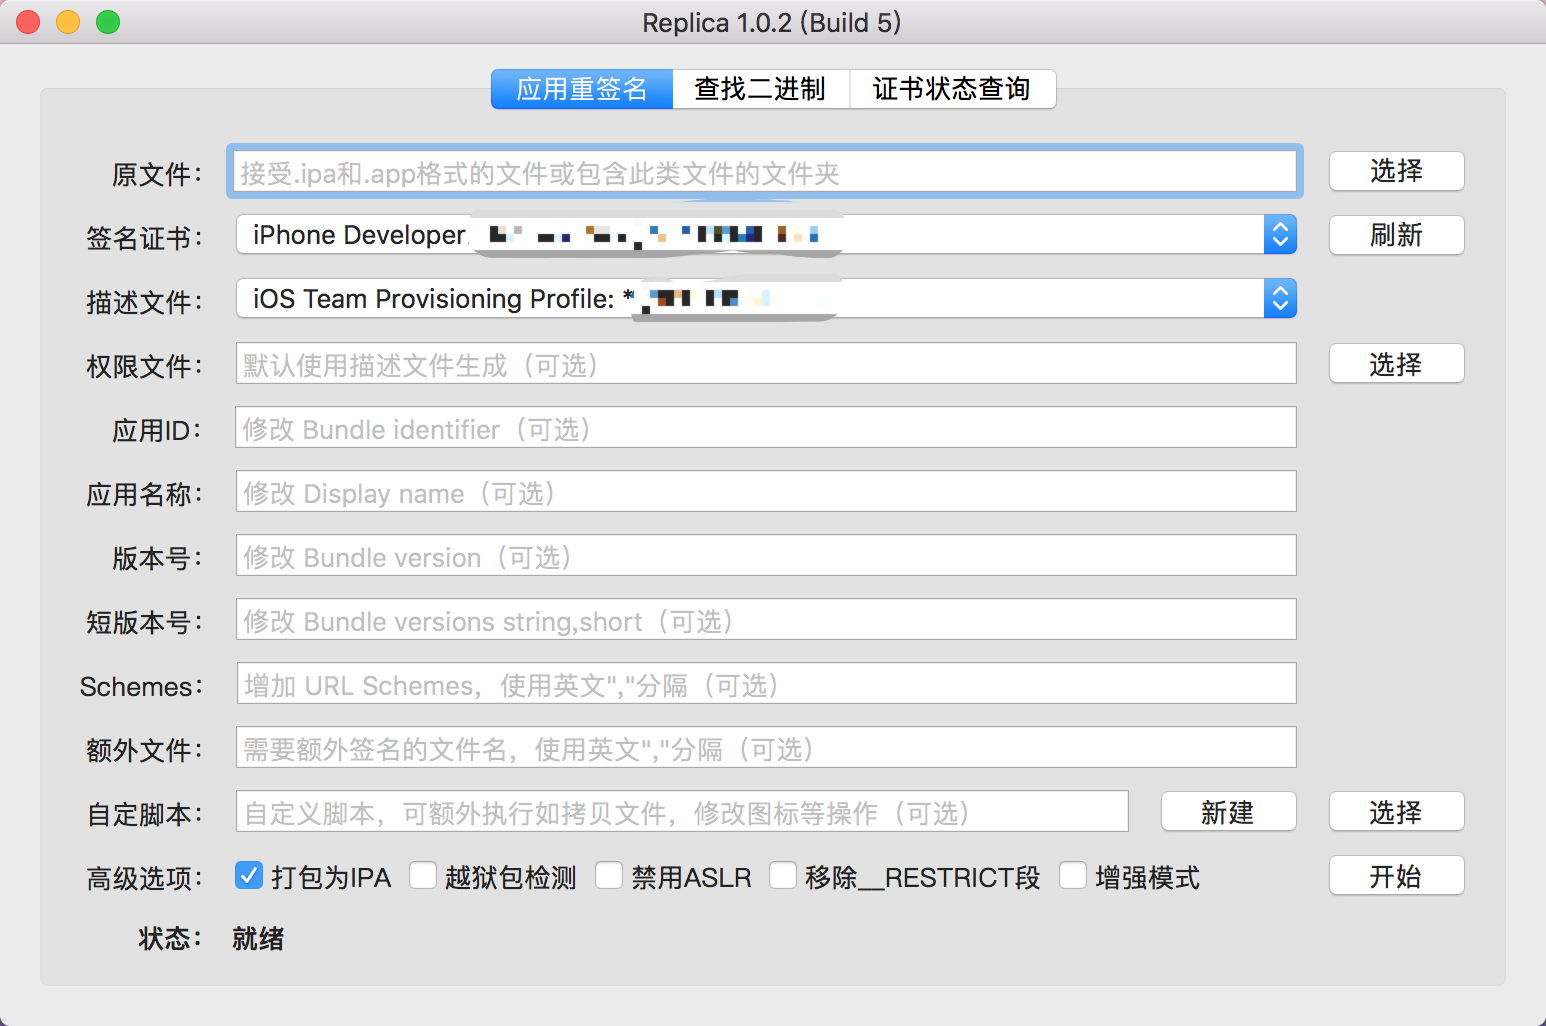 Replica 1.0.2 (Build 5)
应用重签名 查找二进制 证书状态查询
原文件： 接受.ipa和.app格式的文件或包含此类文件的文件夹 选择
签名证书： iPhone Developer: 刷新
描述文件： iOS Team Provisioning Profile: *
权限文件： 默认使用描述文件生成（可选） 选择
应用ID： 修改 Bundle identifier（可选）
应用名称： 修改 Display name（可选）
版本号： 修改 Bundle version（可选）
短版本号： 修改 Bundle versions string,short（可选）
Schemes： 增加 URL Schemes，使用英文","分隔（可选）
额外文件： 需要额外签名的文件名，使用英文","分隔（可选）
自定脚本： 自定义脚本，可额外执行如拷贝文件，修改图标等操作（可选） 新建 选择
高级选项： 打包为IPA 越狱包检测 禁用ASLR 移除__RESTRICT段 增强模式 开始
状态： 就绪